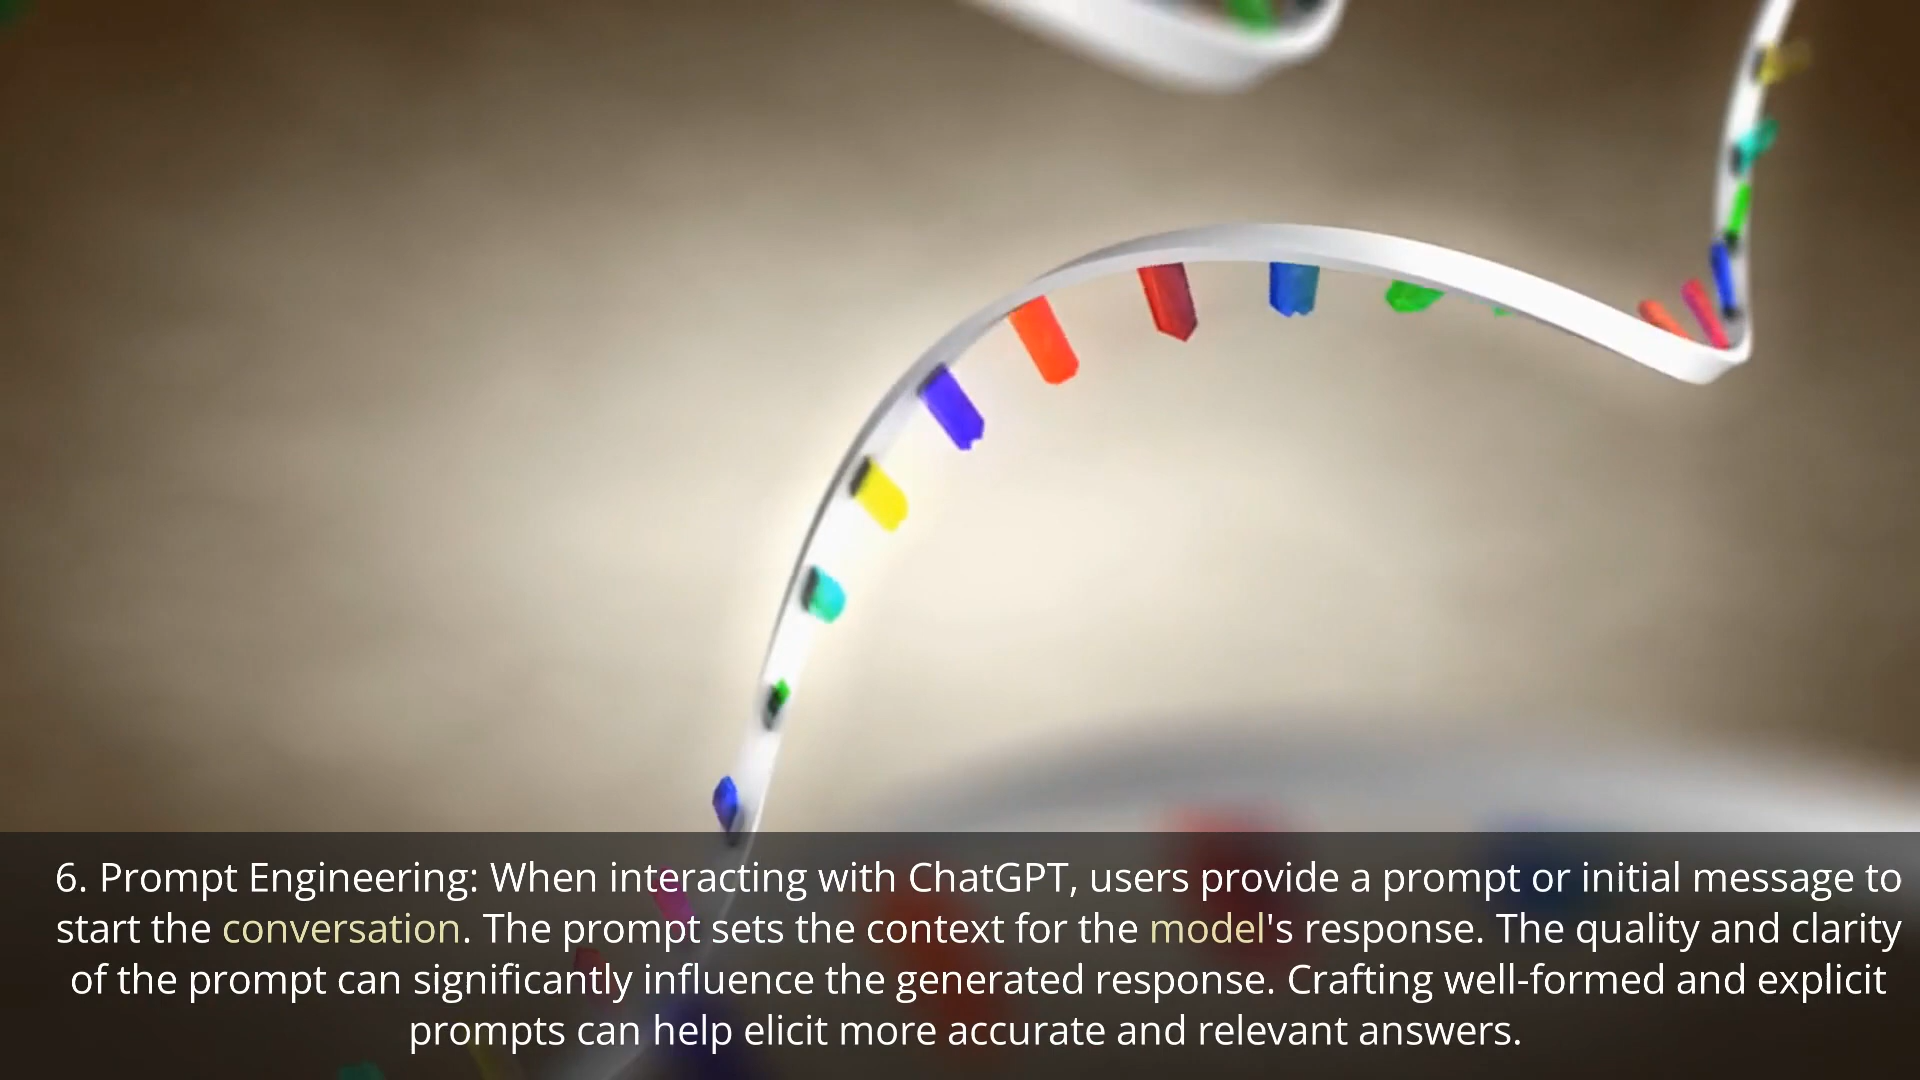 6. Prompt Engineering: When interacting with ChatGPT, users provide a prompt or initial message to
start the conversation. The prompt sets the context for the model's response. The quality and clarity
of the prompt can significantly influence the generated response. Crafting well-formed and explicit
prompts can help elicit more accurate and relevant answers.